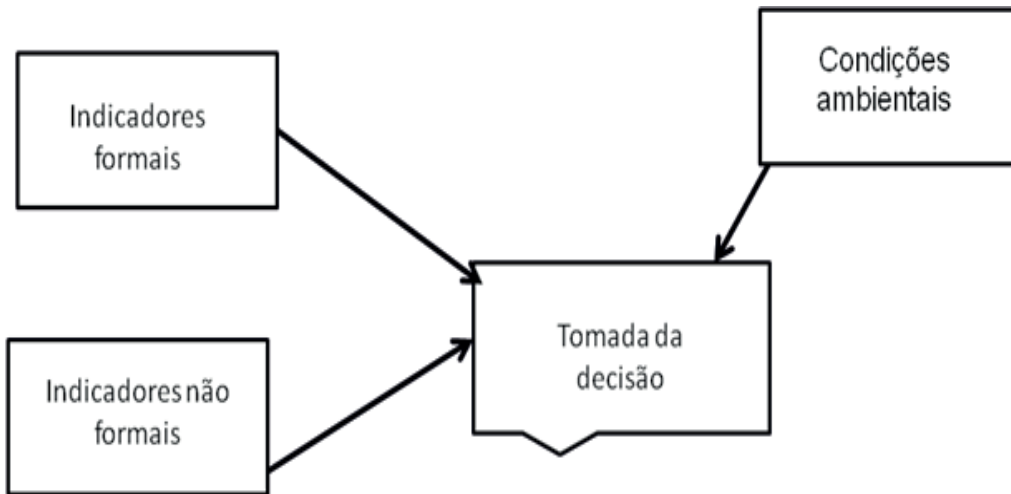 Indicadores
formais
Condições
ambientais
Indicadores não
formais
Tomada da
decisão